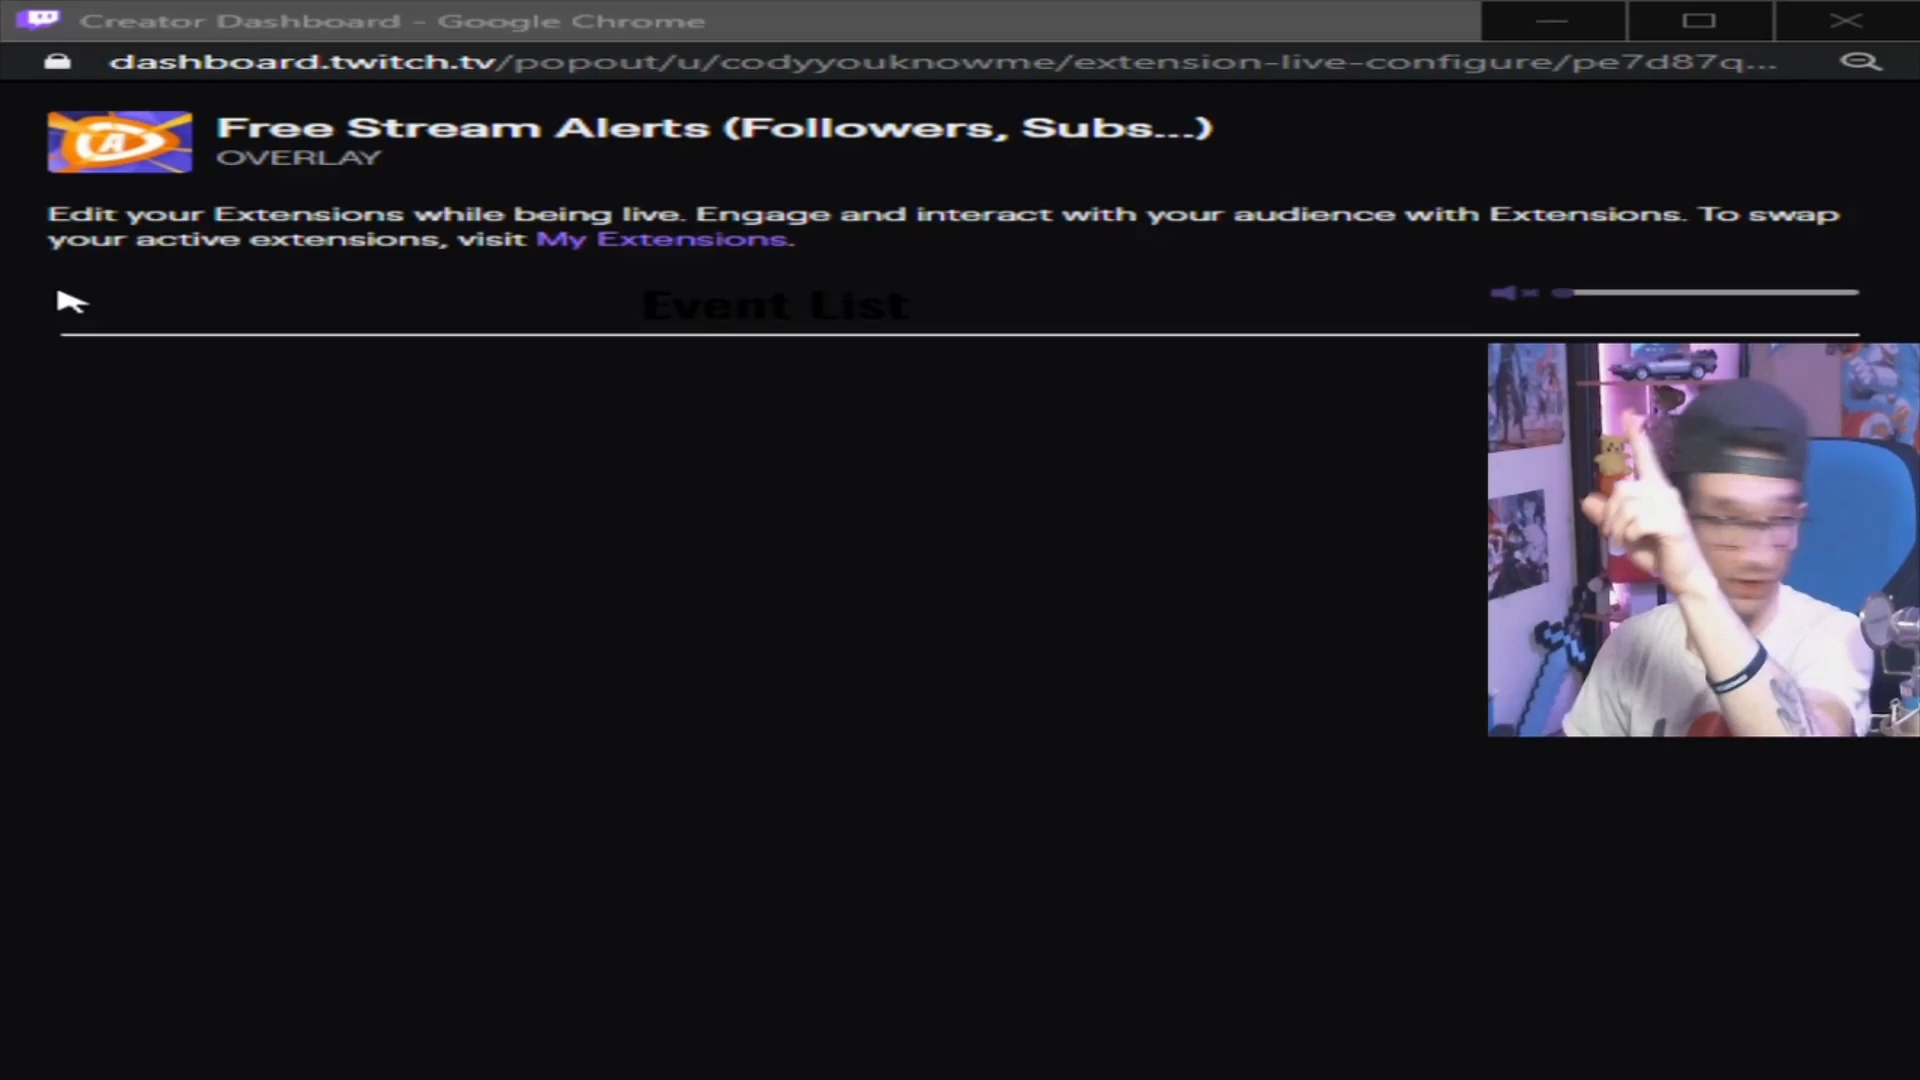 Creator Dashboard - Google Chrome
dashboard.twitch.tv/popout/u/codyyouknowme/extension-live-configure/pe7d87q...
A
Free Stream Alerts (Followers, Subs...)
OVERLAY
Edit your Extensions while being live. Engage and interact with your audience with Extensions. To swap
your active extensions, visit My Extensions.
Event List